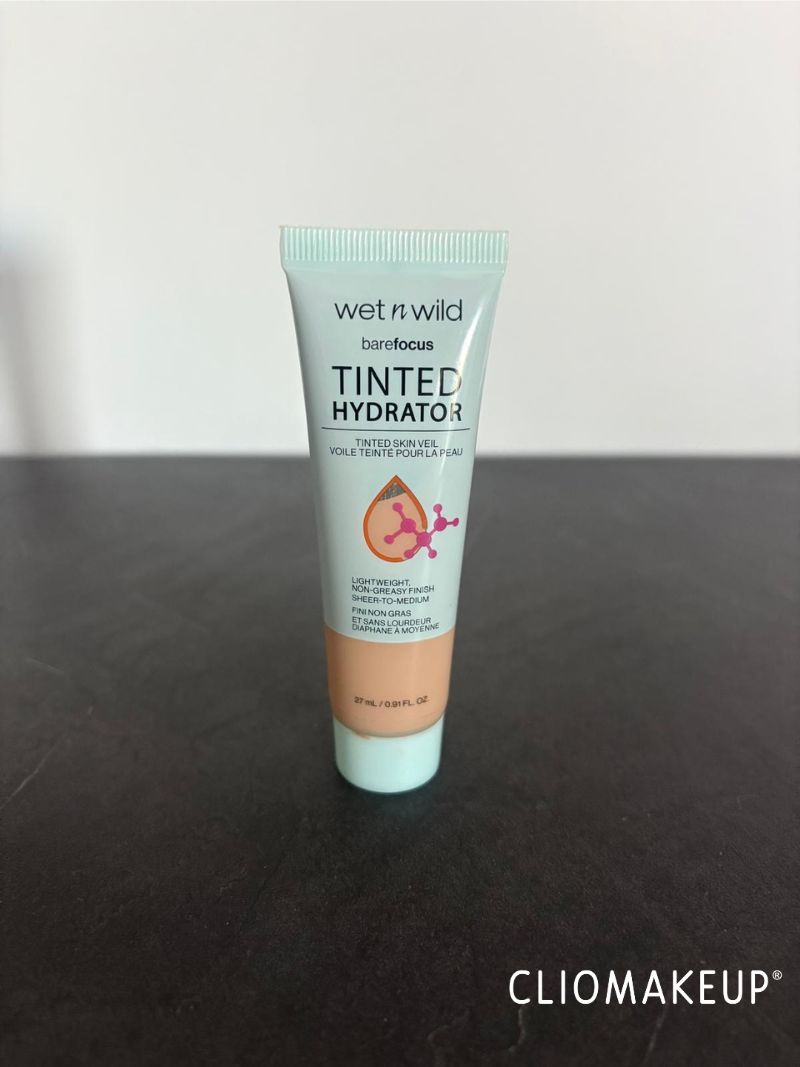 wet n wild
barefocus
TINTED
HYDRATOR
TINTED SKIN VEIL
VOILE TEINTÉ POUR LA PEAU
LIGHTWEIGHT,
NON-GREASY FINISH
SHEER-TO-MEDIUM
FINI NON GRAS
ET SANS LOURDEUR
DIAPHANE À MOYENNE
27 mL / 0.91 FL. OZ.
CLIOMAKEUP®